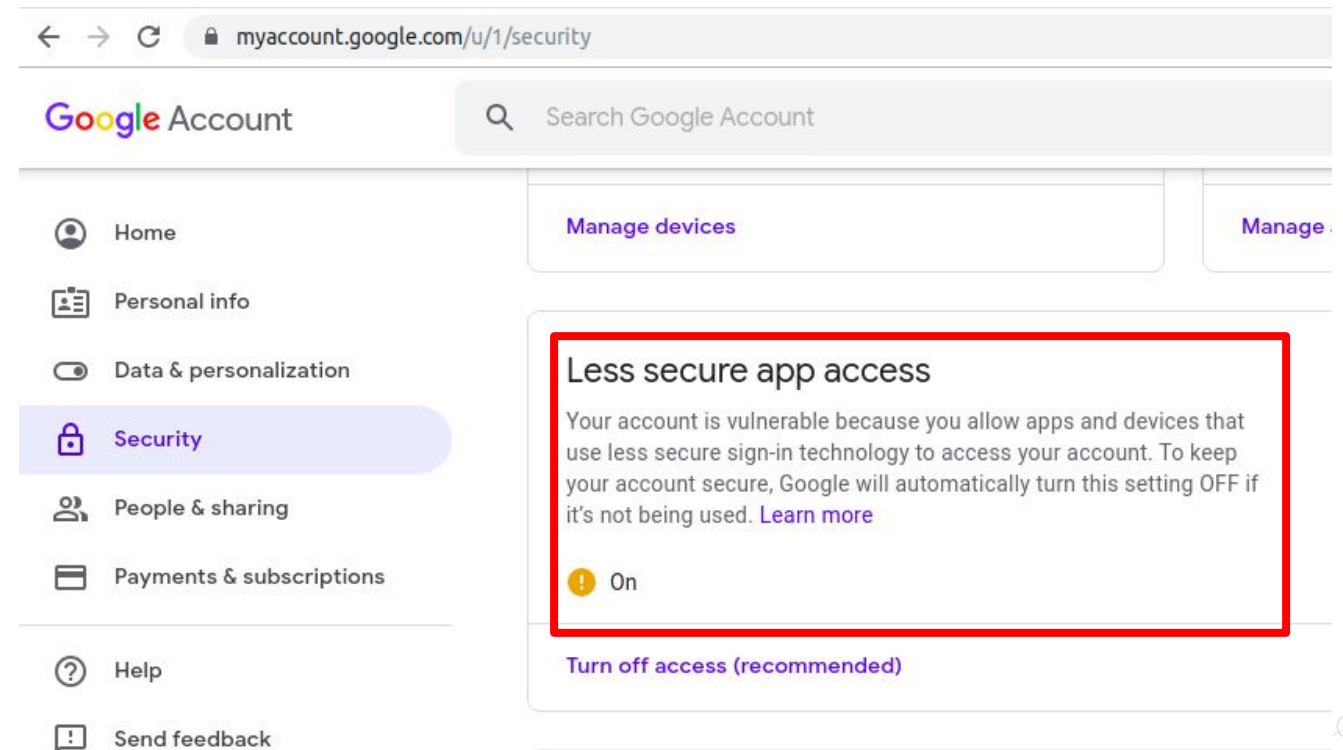 myaccount.google.com/u/1/security
Google Account
Search Google Account
Home
Personal info
Data & personalization
Security
People & sharing
Payments & subscriptions
Help
Send feedback
Manage devices
Manage
Less secure app access
Your account is vulnerable because you allow apps and devices that
use less secure sign-in technology to access your account. To keep
your account secure, Google will automatically turn this setting OFF if
it's not being used. Learn more
On
Turn off access (recommended)